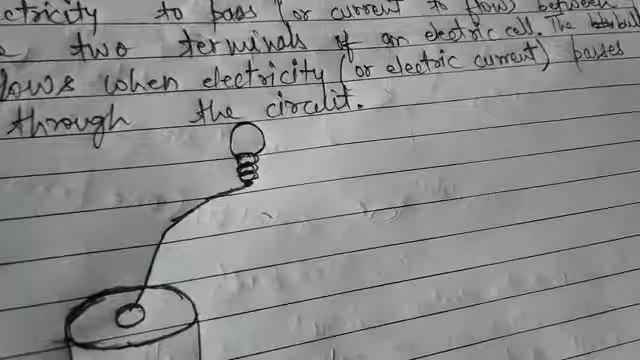 ctricity to pass (or current to flow) between
two terminals of an electric cell. The bulb
lows when electricity (or electric current) passes
through the circuit.